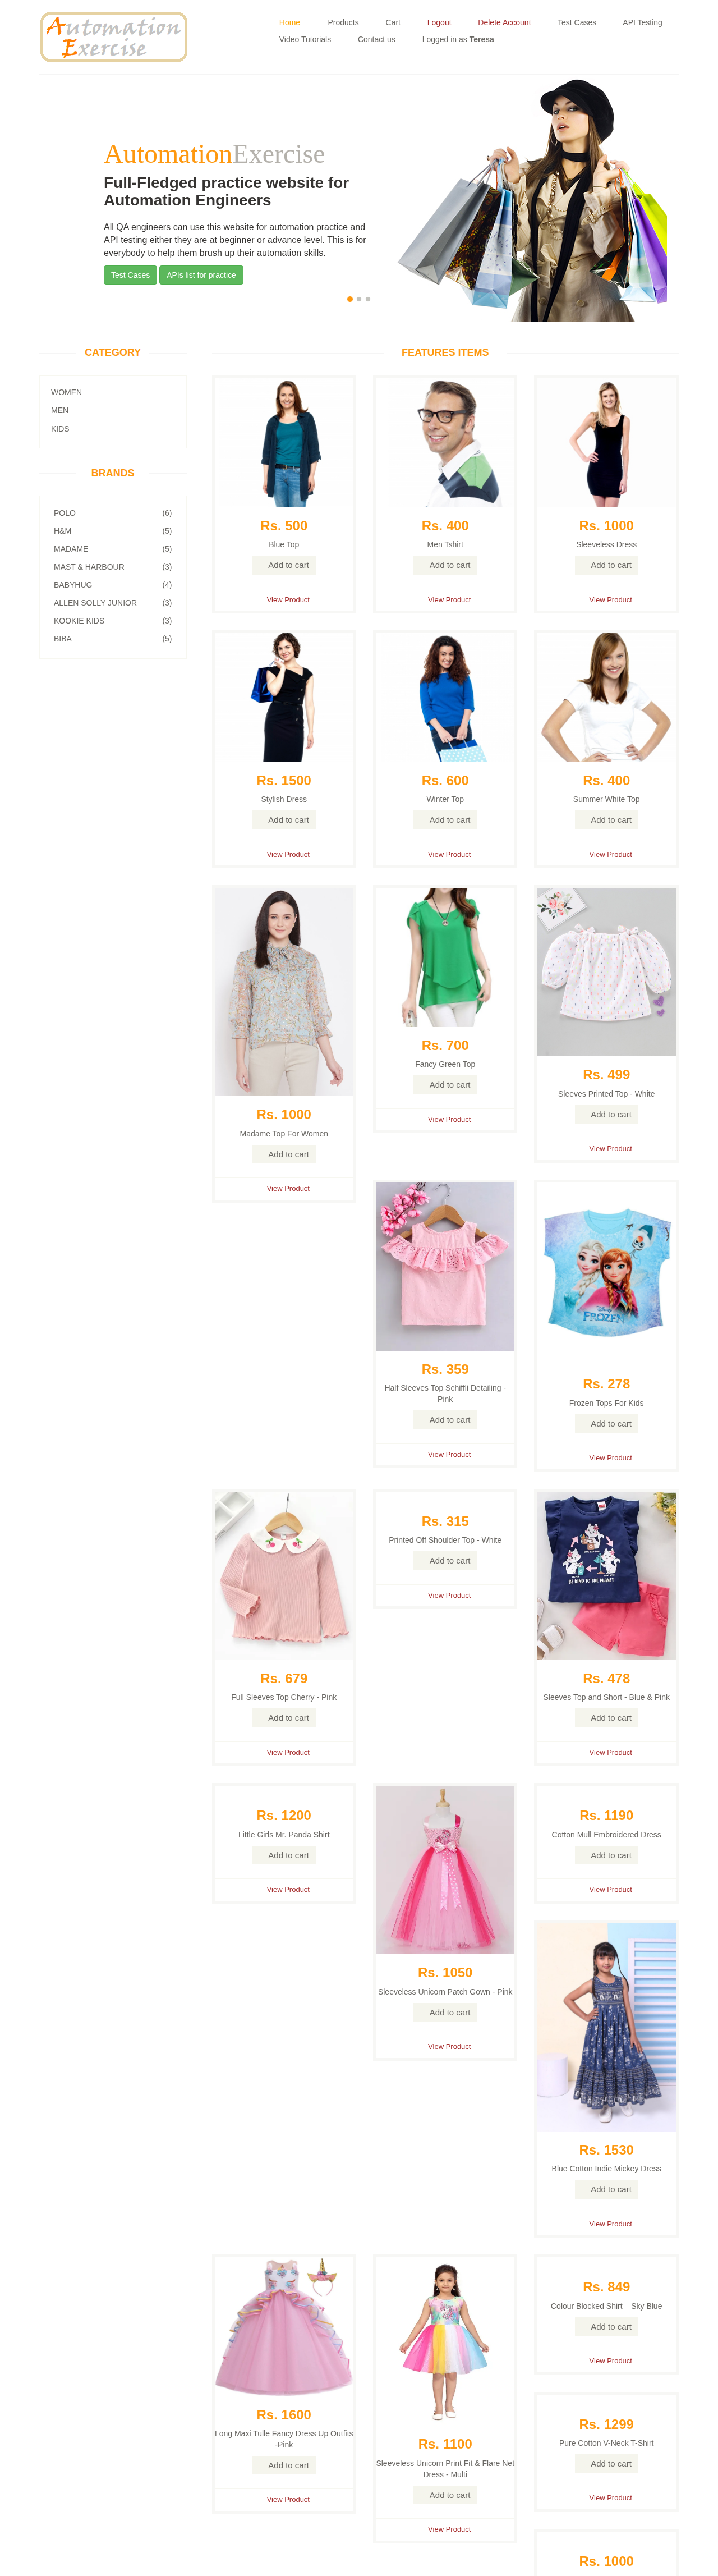 Automation
Exercise
Home Products Cart Logout Delete Account Test Cases API Testing
Video Tutorials Contact us Logged in as Teresa
AutomationExercise
Full-Fledged practice website for
Automation Engineers
All QA engineers can use this website for automation practice and
API testing either they are at beginner or advance level. This is for
everybody to help them brush up their automation skills.
Test Cases APIs list for practice
CATEGORY
WOMEN
MEN
KIDS
BRANDS
POLO (6)
H&M (5)
MADAME (5)
MAST & HARBOUR (3)
BABYHUG (4)
ALLEN SOLLY JUNIOR (3)
KOOKIE KIDS (3)
BIBA (5)
FEATURES ITEMS
Rs. 500
Blue Top
Add to cart
View Product
Rs. 400
Men Tshirt
Add to cart
View Product
Rs. 1000
Sleeveless Dress
Add to cart
View Product
Rs. 1500
Stylish Dress
Add to cart
View Product
Rs. 600
Winter Top
Add to cart
View Product
Rs. 400
Summer White Top
Add to cart
View Product
Rs. 1000
Madame Top For Women
Add to cart
View Product
Rs. 700
Fancy Green Top
Add to cart
View Product
Rs. 499
Sleeves Printed Top - White
Add to cart
View Product
Rs. 359
Half Sleeves Top Schiffli Detailing -
Pink
Add to cart
View Product
DISNEY
FROZEN
Rs. 278
Frozen Tops For Kids
Add to cart
View Product
Rs. 679
Full Sleeves Top Cherry - Pink
Add to cart
View Product
Rs. 315
Printed Off Shoulder Top - White
Add to cart
View Product
BE KIND TO THE PLANET
Rs. 478
Sleeves Top and Short - Blue & Pink
Add to cart
View Product
Rs. 1200
Little Girls Mr. Panda Shirt
Add to cart
View Product
Rs. 1050
Sleeveless Unicorn Patch Gown - Pink
Add to cart
View Product
Rs. 1190
Cotton Mull Embroidered Dress
Add to cart
View Product
Rs. 1530
Blue Cotton Indie Mickey Dress
Add to cart
View Product
Rs. 1600
Long Maxi Tulle Fancy Dress Up Outfits
-Pink
Add to cart
View Product
Rs. 1100
Sleeveless Unicorn Print Fit & Flare Net
Dress - Multi
Add to cart
View Product
Rs. 849
Colour Blocked Shirt – Sky Blue
Add to cart
View Product
Rs. 1299
Pure Cotton V-Neck T-Shirt
Add to cart
View Product
Rs. 1000